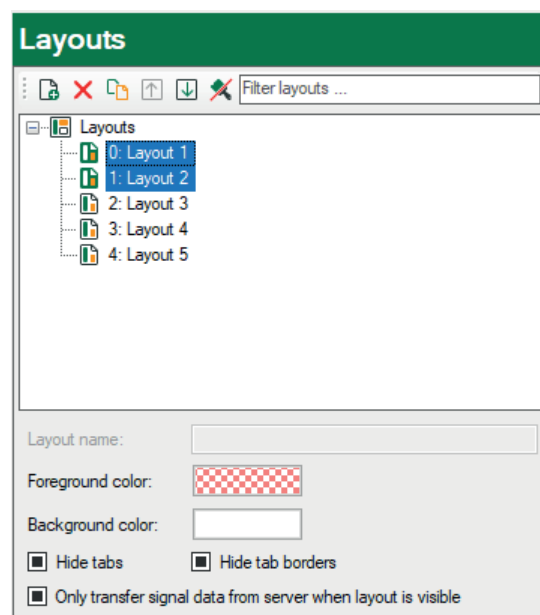 Layouts
Filter layouts ...
Layouts
0: Layout 1
1: Layout 2
2: Layout 3
3: Layout 4
4: Layout 5
Layout name:
Foreground color:
Background color:
Hide tabs Hide tab borders
Only transfer signal data from server when layout is visible